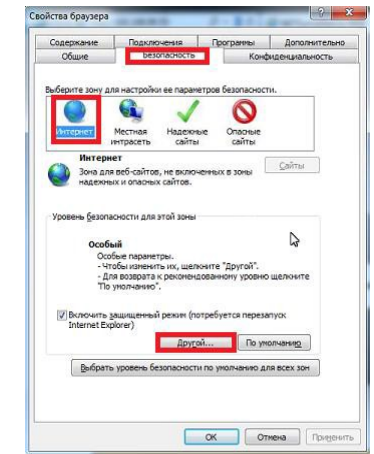 Свойства браузера
Содержание Подключения Программы Дополнительно
Общие Безопасность Конфиденциальность
Выберите зону для настройки ее параметров безопасности.
Интернет Местная интрасеть Надежные сайты Опасные сайты
Интернет
Зона для веб-сайтов, не включенных в зоны
надежных и опасных сайтов.
Сайты
Уровень безопасности для этой зоны
Особый
Особые параметры.
- Чтобы изменить их, щелкните "Другой".
- Для возврата к рекомендованному уровню щелкните
"По умолчанию".
Включить защищенный режим (потребуется перезапуск
Internet Explorer)
Другой... По умолчанию
Выбрать уровень безопасности по умолчанию для всех зон
OK Отмена Применить